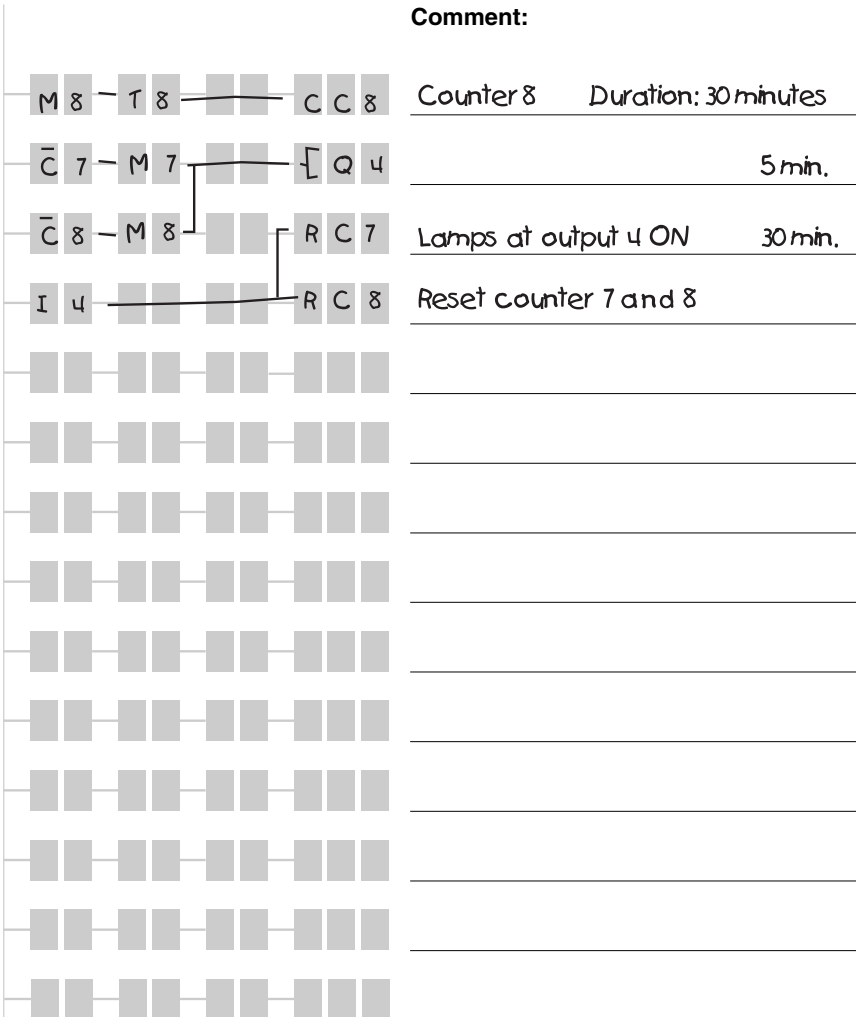 Comment:
M 8 T 8 C C 8 Counter 8 Duration: 30 minutes
C̅ 7 M 7 [ Q 4 5 min.
C̅ 8 M 8 R C 7 Lamps at output 4 ON 30 min.
I 4 R C 8 Reset counter 7 and 8